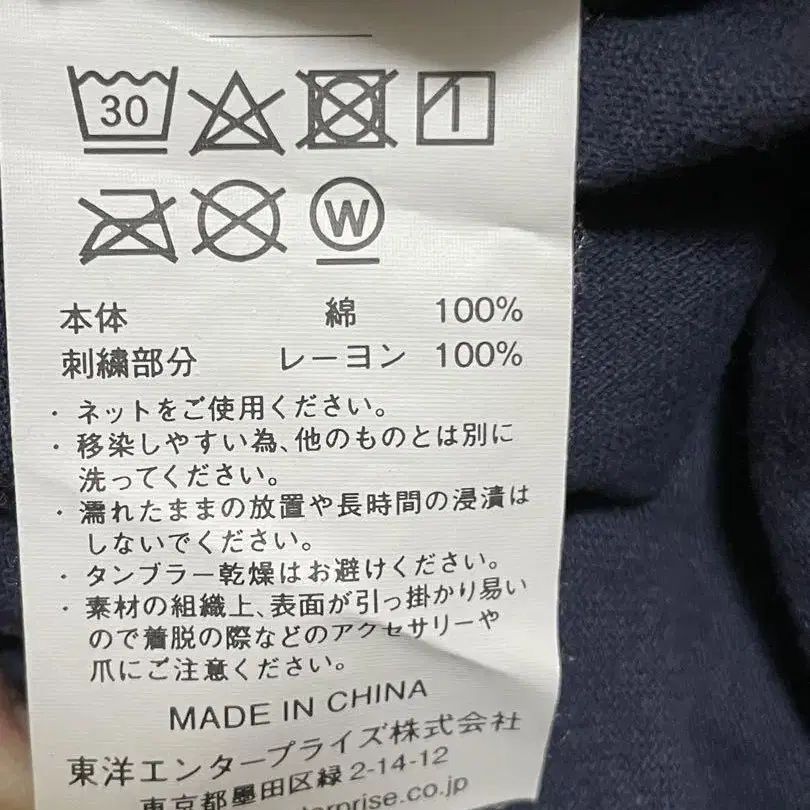 30
W
本体 綿 100%
刺繍部分 レーヨン 100%
・ネットをご使用ください。
・移染しやすい為、他のものとは別に
洗ってください。
・濡れたままの放置や長時間の浸漬は
しないでください。
・タンブラー乾燥はお避けください。
・素材の組織上、表面が引っ掛かり易い
ので着脱の際などのアクセサリーや
爪にご注意ください。
MADE IN CHINA
東洋エンタープライズ株式会社
東京都墨田区緑2-14-12
erprise.co.jp